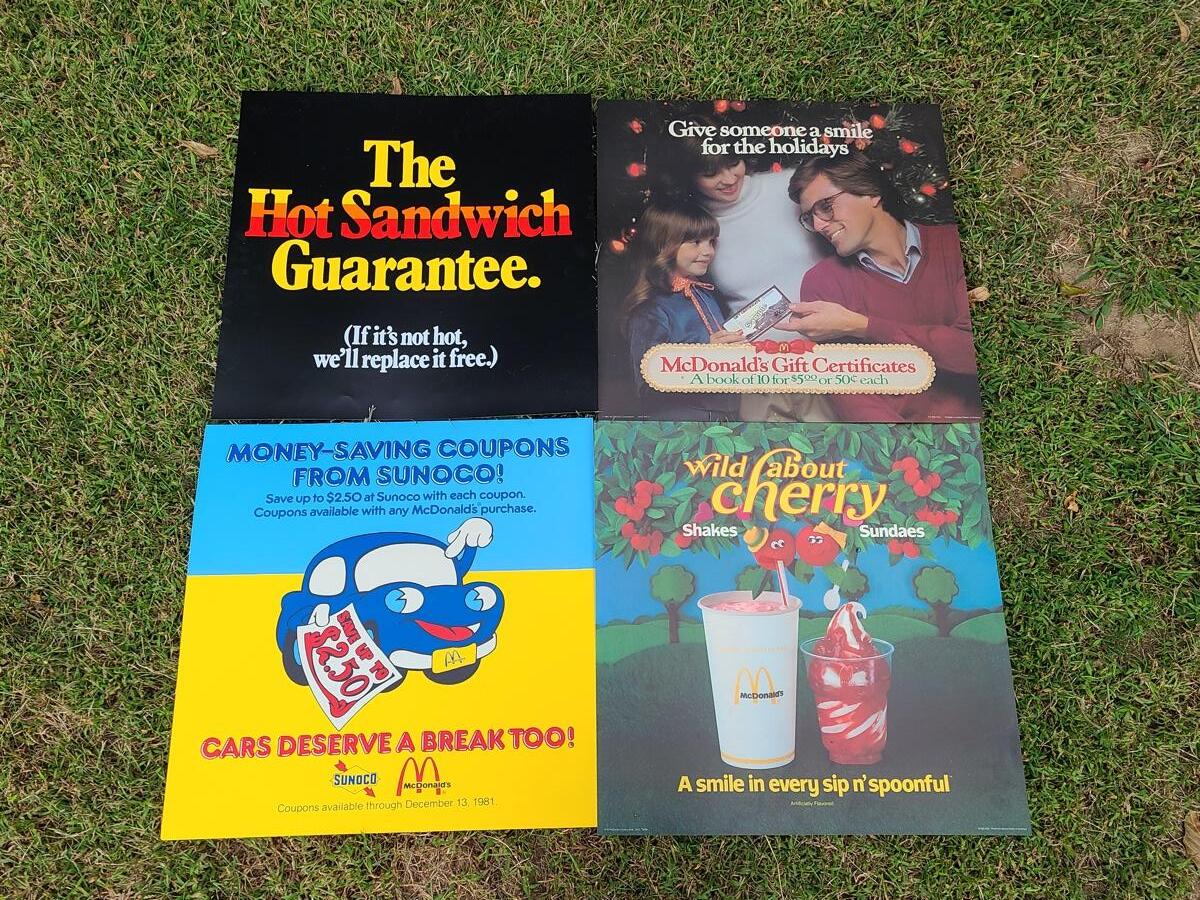 The
Hot Sandwich
Guarantee.
(If it's not hot,
we'll replace it free.)
Give someone a smile
for the holidays
McDonald's Gift Certificates
A book of 10 for $5.00 or 50¢ each
MONEY-SAVING COUPONS
FROM SUNOCO!
Save up to $2.50 at Sunoco with each coupon.
Coupons available with any McDonald's purchase.
SAVE UP TO
$2.50
CARS DESERVE A BREAK TOO!
SUNOCO
McDonald's
Coupons available through December 13, 1981.
wild about
cherry
Shakes
Sundaes
McDonald's
A smile in every sip n' spoonful
Artificially Flavored